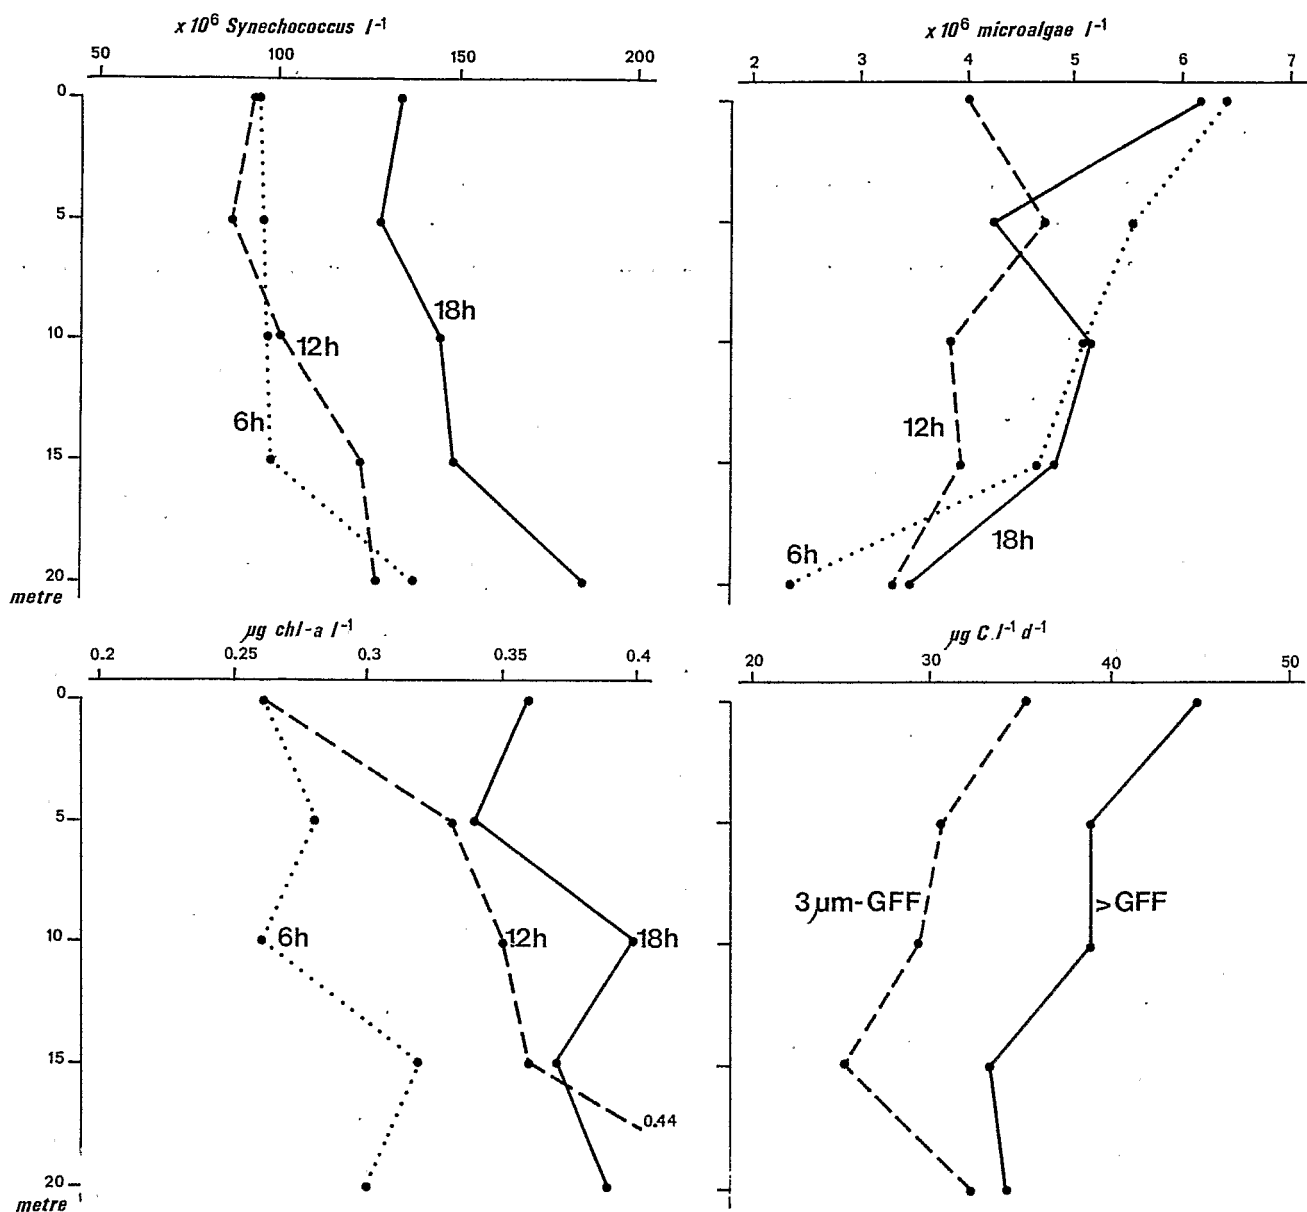 x 10⁶ Synechococcus l⁻¹
50 100 150 200
0
5
10
15
20
metre
18h
12h
6h
x 10⁶ microalgae l⁻¹
2 3 4 5 6 7
12h
18h
6h
µg chl-a l⁻¹
0.2 0.25 0.3 0.35 0.4
0
5
10
15
20
metre
6h
12h
18h
0.44
µg C.l⁻¹ d⁻¹
20 30 40 50
3µm-GFF
>GFF